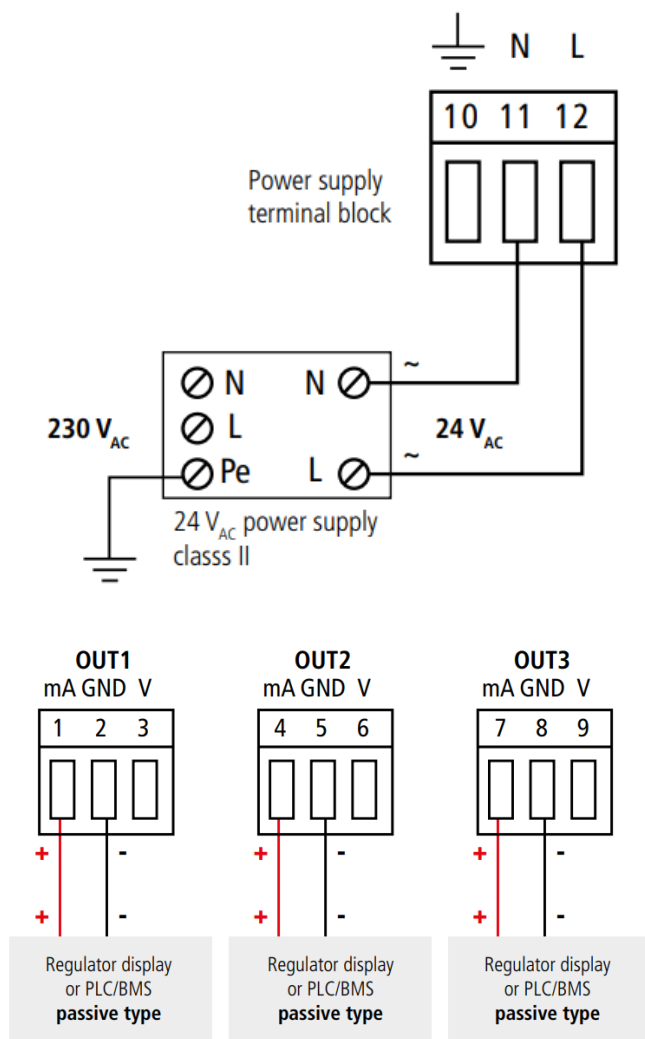 N L
10 11 12
Power supply
terminal block
~
N N
230 VAC L 24 VAC
~
Pe L
24 VAC power supply
classs II
OUT1 OUT2 OUT3
mA GND V mA GND V mA GND V
1 2 3 4 5 6 7 8 9
+ - + - + -
+ - + - + -
Regulator display Regulator display Regulator display
or PLC/BMS or PLC/BMS or PLC/BMS
passive type passive type passive type